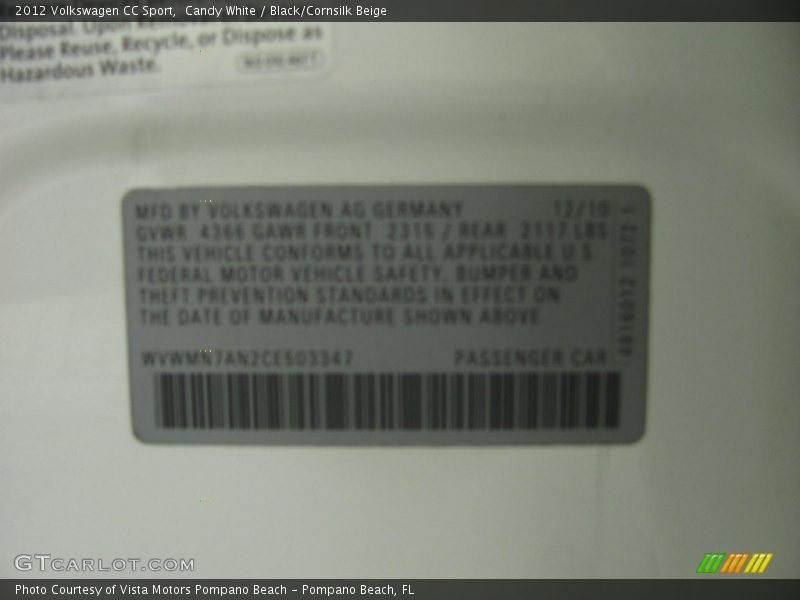 2012 Volkswagen CC Sport,  Candy White / Black/Cornsilk Beige
Disposal. Upon Removal
Please Reuse, Recycle, or Dispose as
Hazardous Waste.
MFD BY VOLKSWAGEN AG GERMANY 12/10
GVWR 4366 GAWR FRONT 2315 / REAR 2117 LBS
THIS VEHICLE CONFORMS TO ALL APPLICABLE U.S.
FEDERAL MOTOR VEHICLE SAFETY, BUMPER AND
THEFT PREVENTION STANDARDS IN EFFECT ON
THE DATE OF MANUFACTURE SHOWN ABOVE
WVWMN7AN2CE503347 PASSENGER CAR
GTCARLOT.COM
Photo Courtesy of Vista Motors Pompano Beach - Pompano Beach, FL